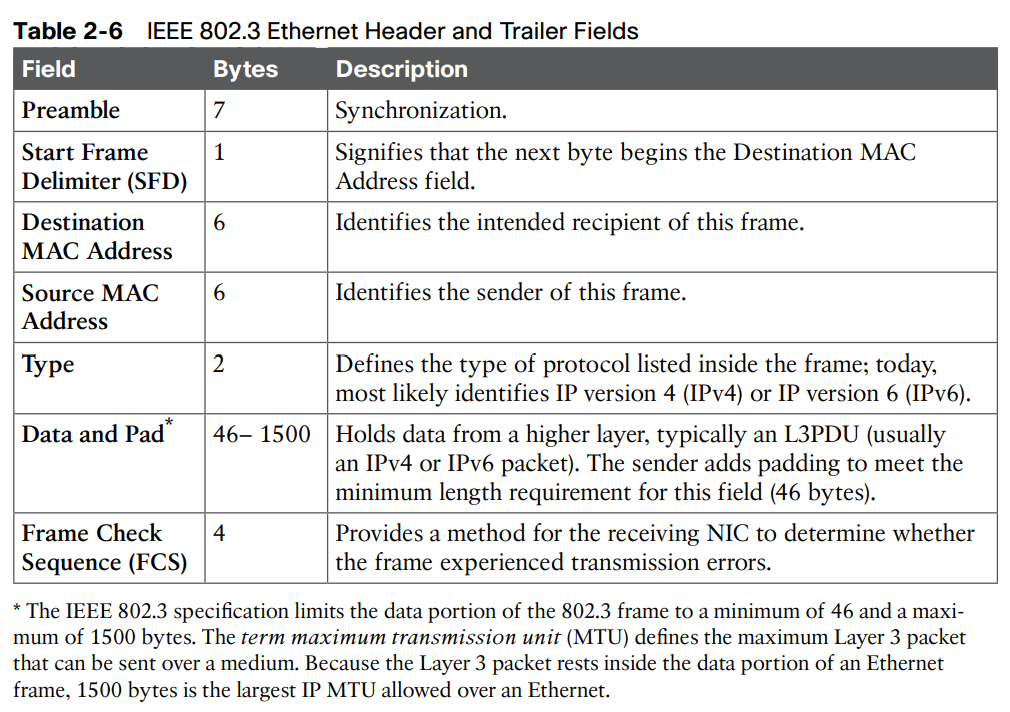 Table 2-6 IEEE 802.3 Ethernet Header and Trailer Fields
Field Bytes Description
Preamble 7 Synchronization.
Start Frame 1 Signifies that the next byte begins the Destination MAC
Delimiter (SFD) Address field.
Destination 6 Identifies the intended recipient of this frame.
MAC Address
Source MAC 6 Identifies the sender of this frame.
Address
Type 2 Defines the type of protocol listed inside the frame; today,
most likely identifies IP version 4 (IPv4) or IP version 6 (IPv6).
Data and Pad* 46– 1500 Holds data from a higher layer, typically an L3PDU (usually
an IPv4 or IPv6 packet). The sender adds padding to meet the
minimum length requirement for this field (46 bytes).
Frame Check 4 Provides a method for the receiving NIC to determine whether
Sequence (FCS) the frame experienced transmission errors.
* The IEEE 802.3 specification limits the data portion of the 802.3 frame to a minimum of 46 and a maxi-
mum of 1500 bytes. The term maximum transmission unit (MTU) defines the maximum Layer 3 packet
that can be sent over a medium. Because the Layer 3 packet rests inside the data portion of an Ethernet
frame, 1500 bytes is the largest IP MTU allowed over an Ethernet.